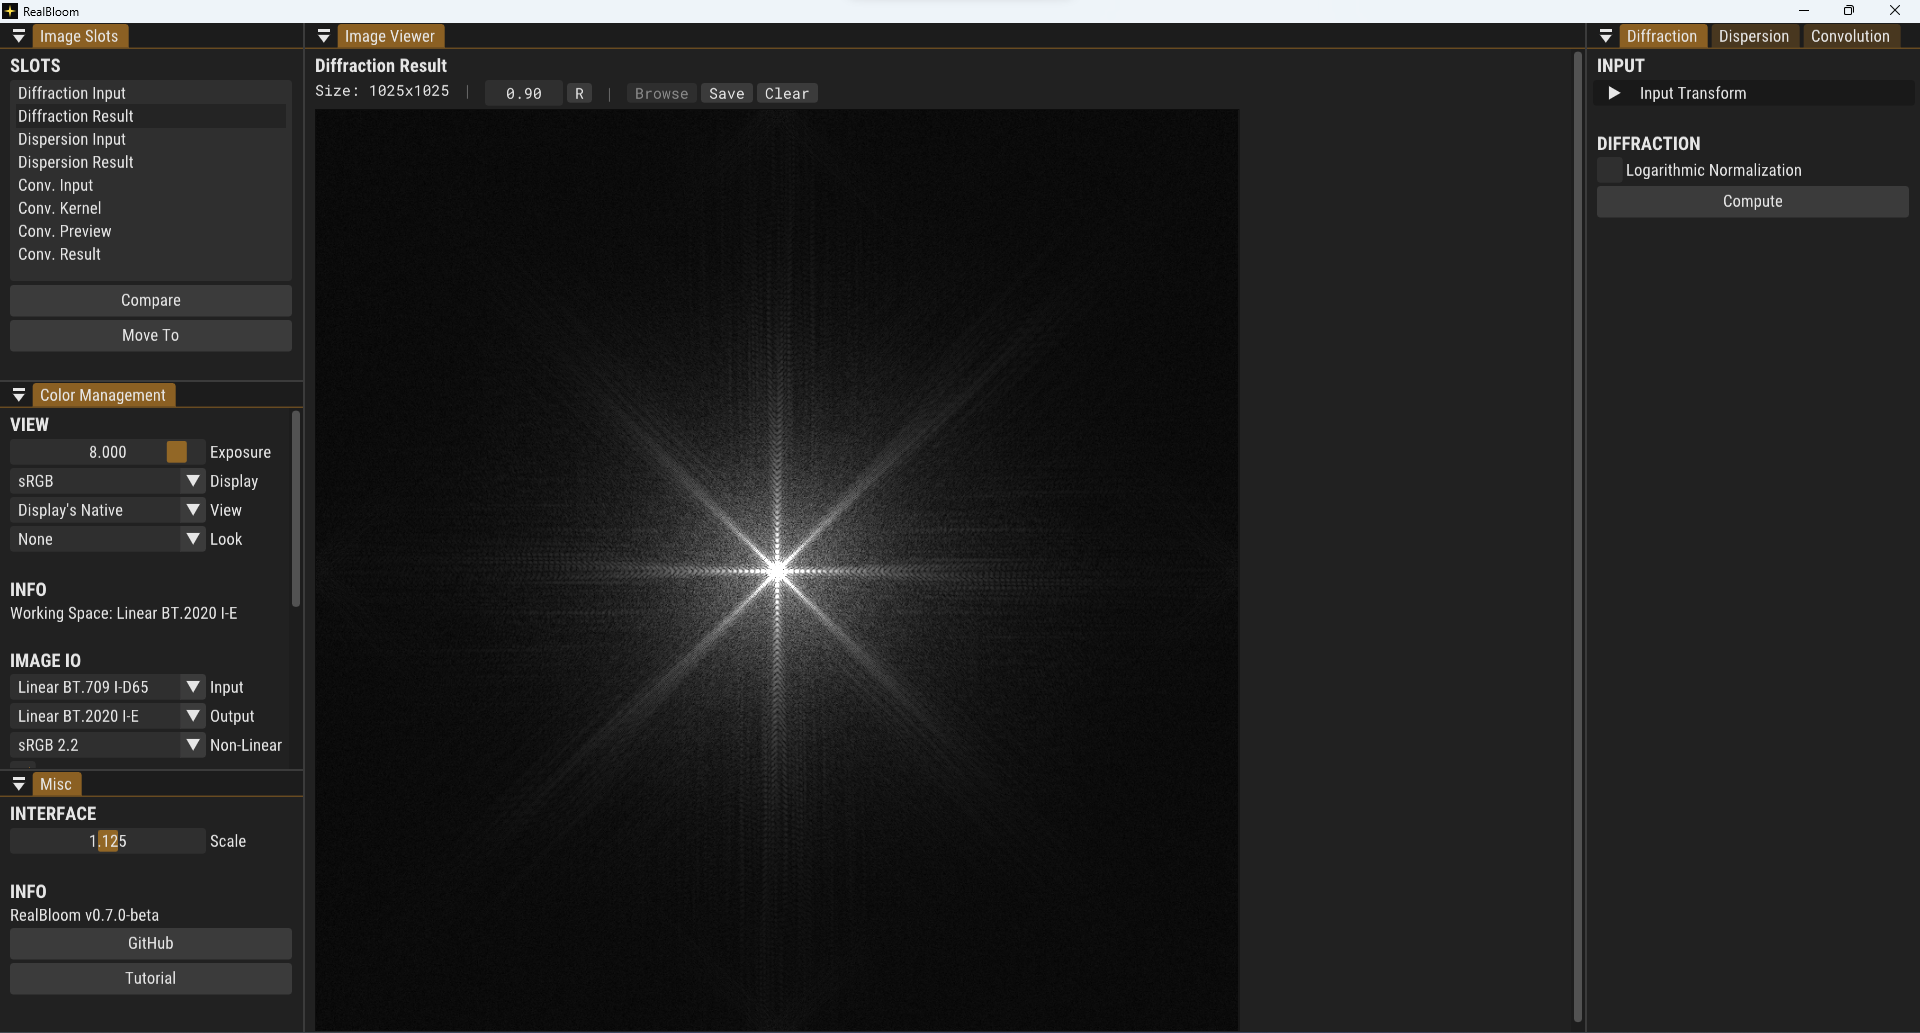 RealBloom
Image Slots
SLOTS
Diffraction Input
Diffraction Result
Dispersion Input
Dispersion Result
Conv. Input
Conv. Kernel
Conv. Preview
Conv. Result
Compare
Move To
Color Management
VIEW
8.000 Exposure
sRGB Display
Display's Native View
None Look
INFO
Working Space: Linear BT.2020 I-E
IMAGE IO
Linear BT.709 I-D65 Input
Linear BT.2020 I-E Output
sRGB 2.2 Non-Linear
Misc
INTERFACE
1.125 Scale
INFO
RealBloom v0.7.0-beta
GitHub
Tutorial
Image Viewer
Diffraction Result
Size: 1025x1025 | 0.90 R | Browse Save Clear
Diffraction Dispersion Convolution
INPUT
Input Transform
DIFFRACTION
Logarithmic Normalization
Compute